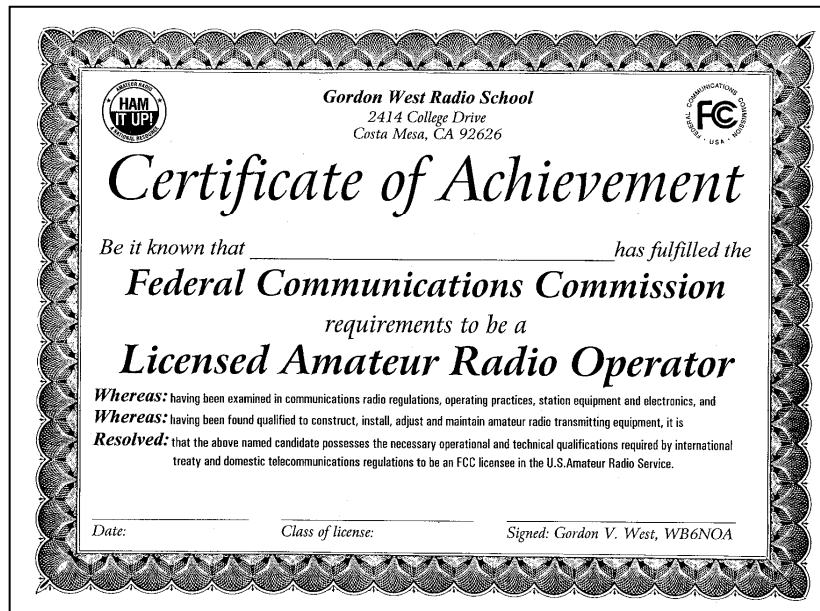 AMATEUR RADIO
HAM
IT UP!
A NATIONAL RESOURCE
Gordon West Radio School
2414 College Drive
Costa Mesa, CA 92626
FEDERAL COMMUNICATIONS COMMISSION
FCC
USA
Certificate of Achievement
Be it known that has fulfilled the
Federal Communications Commission
requirements to be a
Licensed Amateur Radio Operator
Whereas: having been examined in communications radio regulations, operating practices, station equipment and electronics, and
Whereas: having been found qualified to construct, install, adjust and maintain amateur radio transmitting equipment, it is
Resolved: that the above named candidate possesses the necessary operational and technical qualifications required by international
treaty and domestic telecommunications regulations to be an FCC licensee in the U.S.Amateur Radio Service.
Date: Class of license: Signed: Gordon V. West, WB6NOA